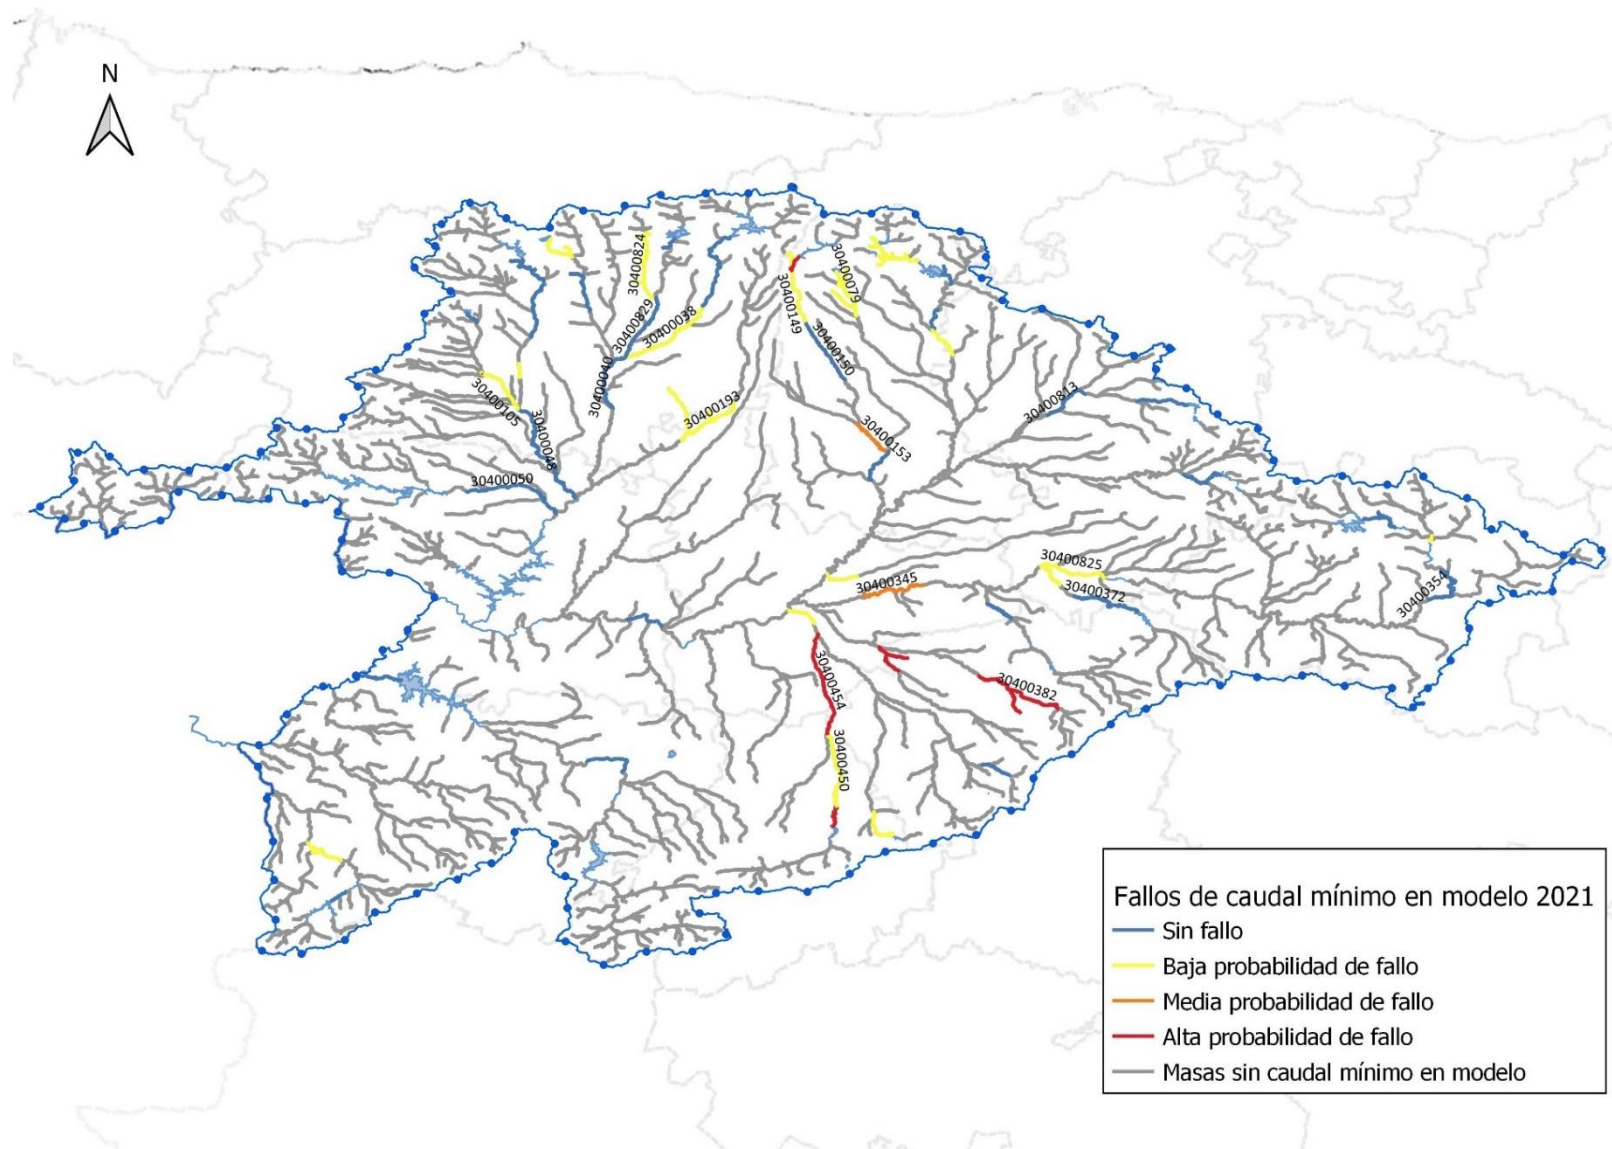 N
30400824
30400079
30400829
30400038
30400149
30400150
30400040
30400105
30400193
30400813
30400048
30400153
30400050
30400825
30400345
30400372
30400354
30400454
30400382
30400450
Fallos de caudal mínimo en modelo 2021
Sin fallo
Baja probabilidad de fallo
Media probabilidad de fallo
Alta probabilidad de fallo
Masas sin caudal mínimo en modelo